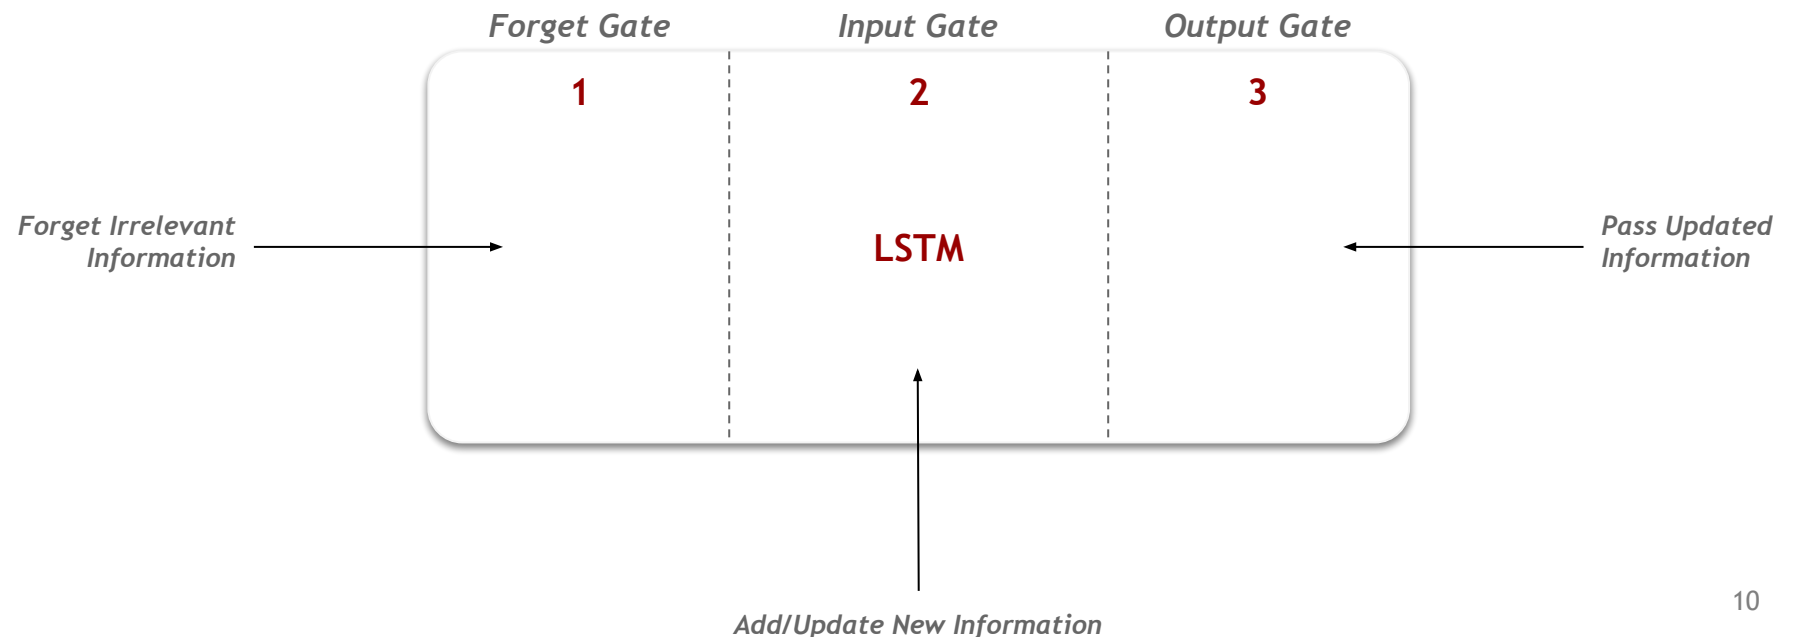 Forget Gate
Input Gate
Output Gate
1
2
3
Forget Irrelevant
Information
LSTM
Pass Updated
Information
Add/Update New Information
10